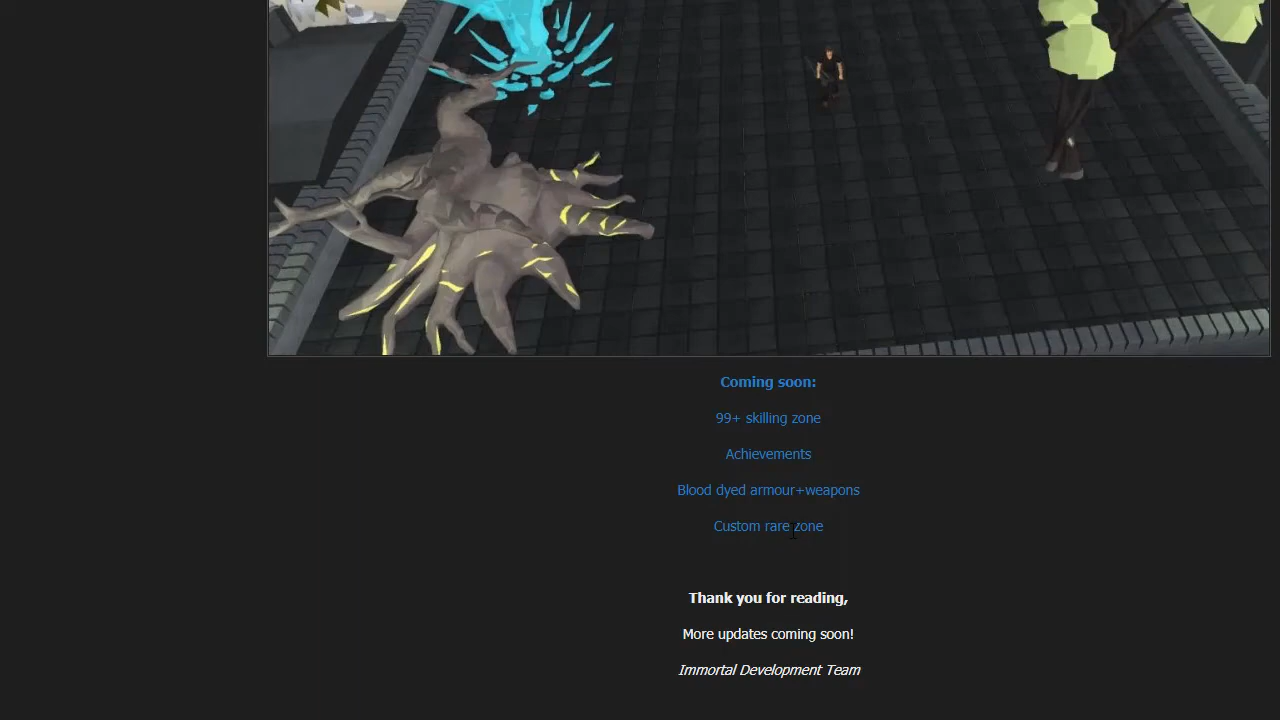 Coming soon:
99+ skilling zone
Achievements
Blood dyed armour+weapons
Custom rare zone
Thank you for reading,
More updates coming soon!
Immortal Development Team